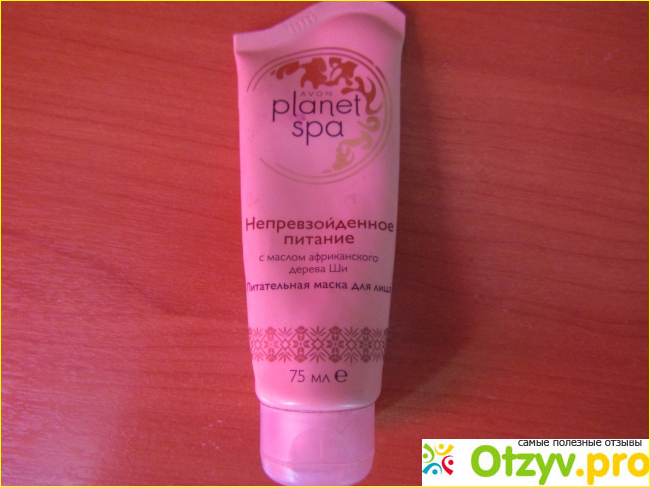 AVON
planet
spa
Непревзойденное
питание
с маслом африканского
дерева Ши
Питательная маска для лица
75 мл е
самые полезные отзывы
Otzyv.pro